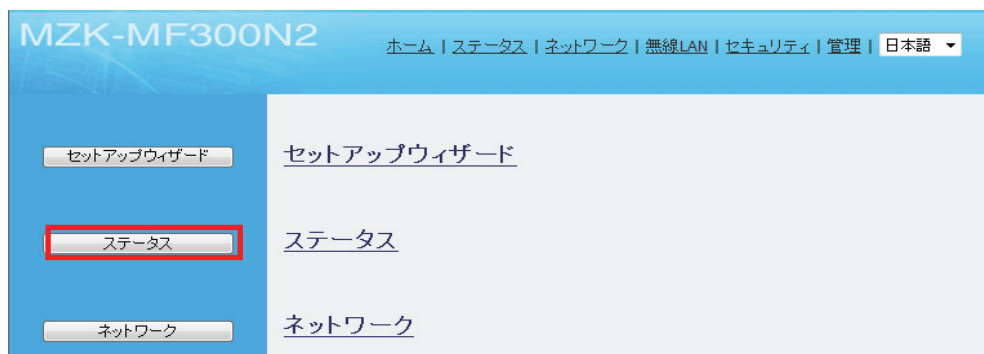 MZK-MF300N2
ホーム | ステータス | ネットワーク | 無線LAN | セキュリティ | 管理 | 日本語
セットアップウィザード セットアップウィザード
ステータス ステータス
ネットワーク ネットワーク